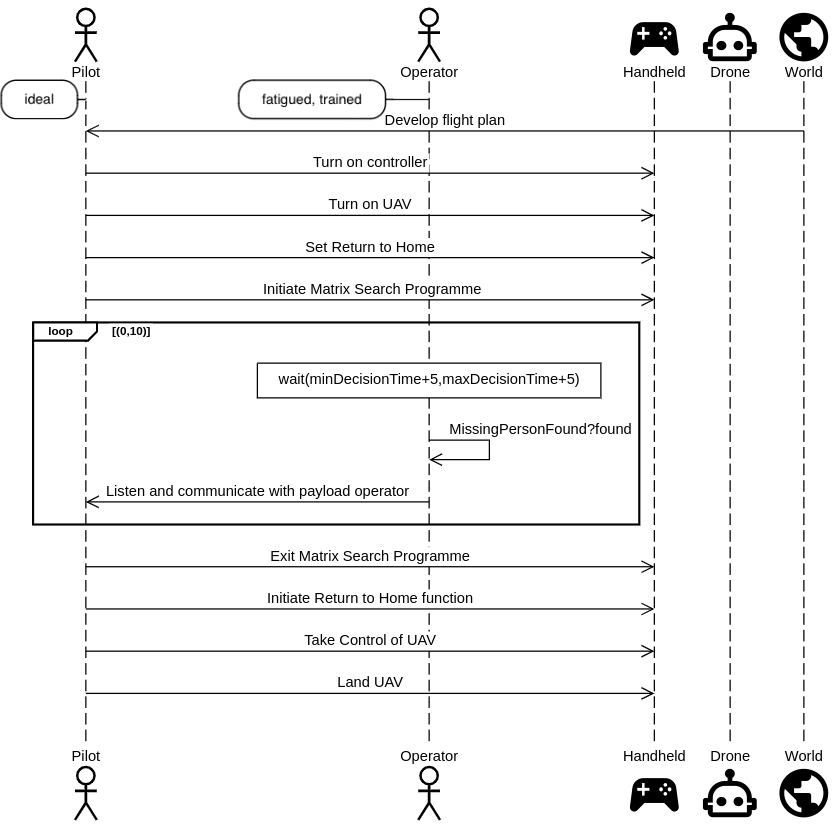 Pilot
Operator
Handheld
Drone
World
ideal
fatigued, trained
Develop flight plan
Turn on controller
Turn on UAV
Set Return to Home
Initiate Matrix Search Programme
loop
[(0,10)]
wait(minDecisionTime+5,maxDecisionTime+5)
MissingPersonFound?found
Listen and communicate with payload operator
Exit Matrix Search Programme
Initiate Return to Home function
Take Control of UAV
Land UAV
Pilot
Operator
Handheld
Drone
World